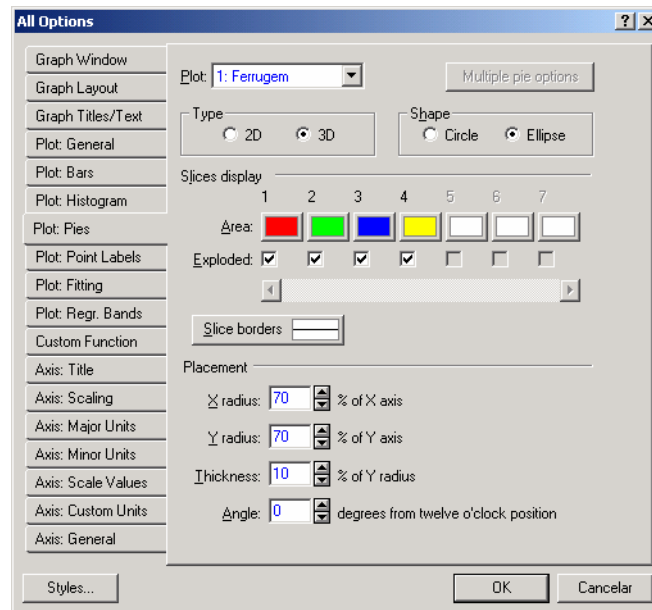 All Options
Graph Window
Graph Layout
Graph Titles/Text
Plot: General
Plot: Bars
Plot: Histogram
Plot: Pies
Plot: Point Labels
Plot: Fitting
Plot: Regr. Bands
Custom Function
Axis: Title
Axis: Scaling
Axis: Major Units
Axis: Minor Units
Axis: Scale Values
Axis: Custom Units
Axis: General
Plot: 1: Ferrugem
Multiple pie options
Type
2D 3D
Shape
Circle Ellipse
Slices display
1 2 3 4 5 6 7
Area:
Exploded:
Slice borders
Placement
X radius: 70 % of X axis
Y radius: 70 % of Y axis
Thickness: 10 % of Y radius
Angle: 0 degrees from twelve o'clock position
Styles...
OK
Cancelar